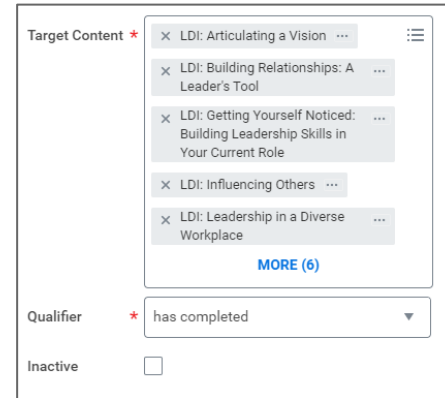 Target Content *
× LDI: Articulating a Vision ...
× LDI: Building Relationships: A ...
Leader's Tool
× LDI: Getting Yourself Noticed: ...
Building Leadership Skills in
Your Current Role
× LDI: Influencing Others ...
× LDI: Leadership in a Diverse ...
Workplace
MORE (6)
Qualifier * has completed
Inactive